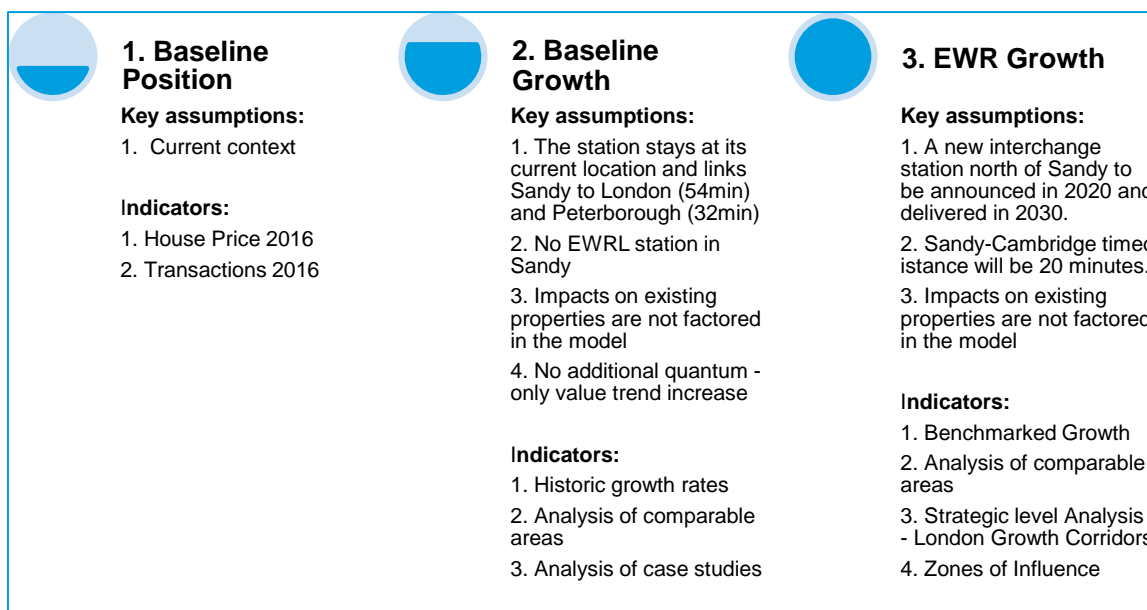 1. Baseline
Position
Key assumptions:
1. Current context
Indicators:
1. House Price 2016
2. Transactions 2016
2. Baseline
Growth
Key assumptions:
1. The station stays at its
current location and links
Sandy to London (54min)
and Peterborough (32min)
2. No EWRL station in
Sandy
3. Impacts on existing
properties are not factored
in the model
4. No additional quantum -
only value trend increase
Indicators:
1. Historic growth rates
2. Analysis of comparable
areas
3. Analysis of case studies
3. EWR Growth
Key assumptions:
1. A new interchange
station north of Sandy to
be announced in 2020 and
delivered in 2030.
2. Sandy-Cambridge timed
istance will be 20 minutes.
3. Impacts on existing
properties are not factored
in the model
Indicators:
1. Benchmarked Growth
2. Analysis of comparable
areas
3. Strategic level Analysis
- London Growth Corridors
4. Zones of Influence